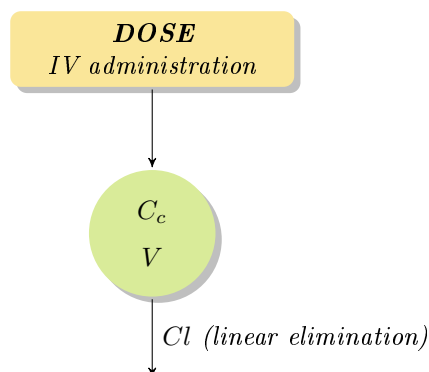 DOSE
IV administration
C_c
V
Cl (linear elimination)